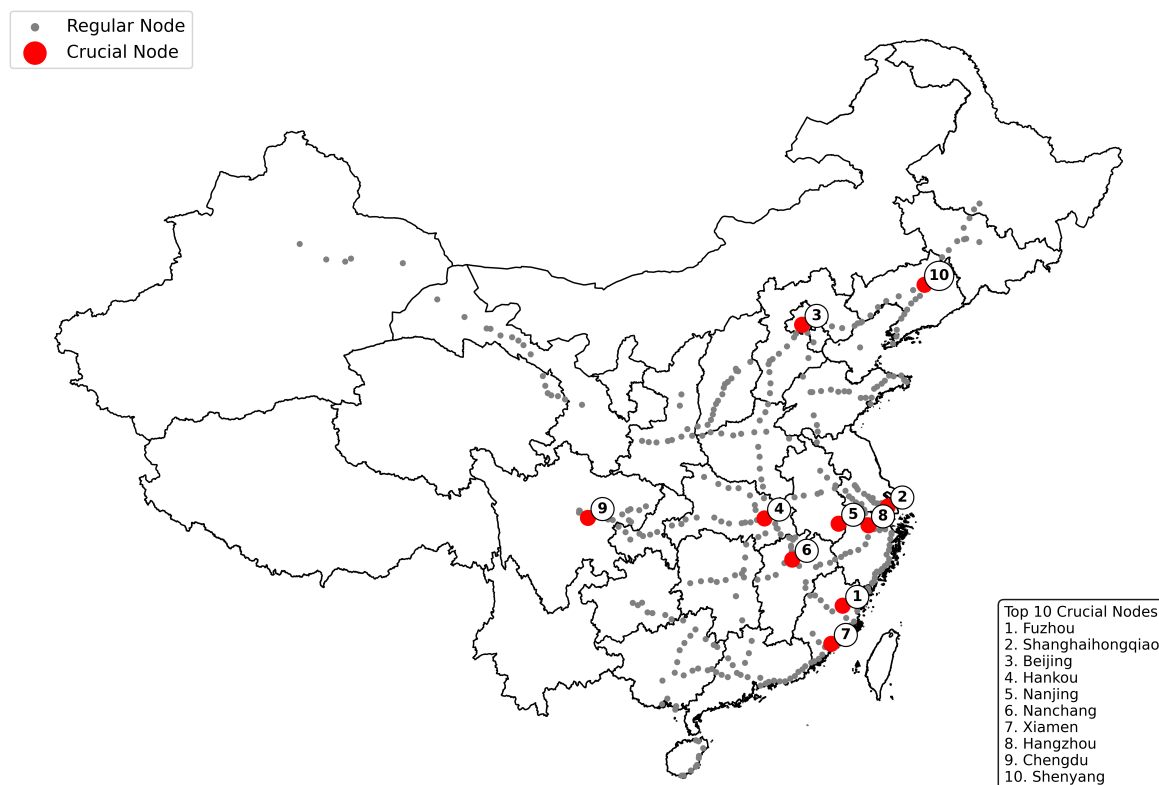 Regular Node
Crucial Node
10
3
2
9
4
5
8
6
1
7
Top 10 Crucial Nodes
1. Fuzhou
2. Shanghaihongqiao
3. Beijing
4. Hankou
5. Nanjing
6. Nanchang
7. Xiamen
8. Hangzhou
9. Chengdu
10. Shenyang